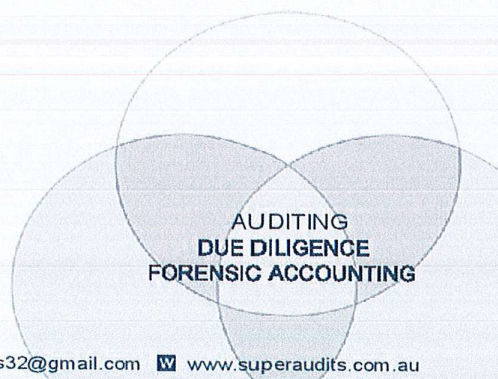 AUDITING
DUE DILIGENCE
FORENSIC ACCOUNTING
s32@gmail.com W www.superaudits.com.au